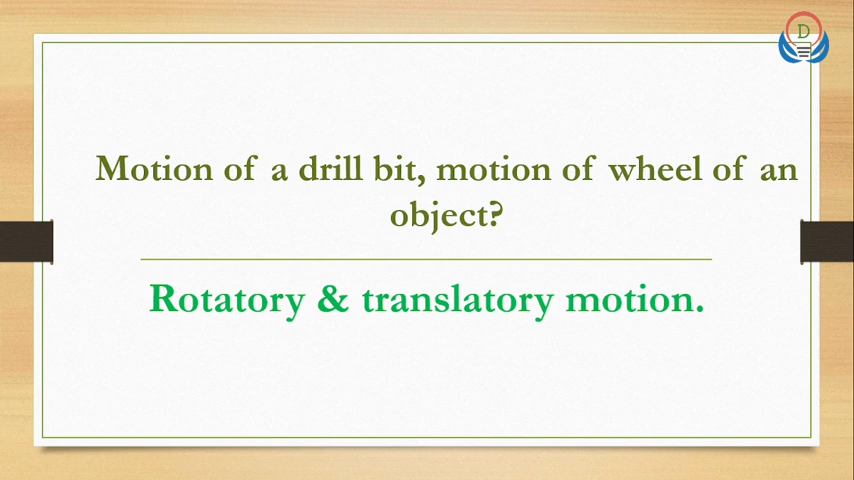 D
Motion of a drill bit, motion of wheel of an
object?
Rotatory & translatory motion.